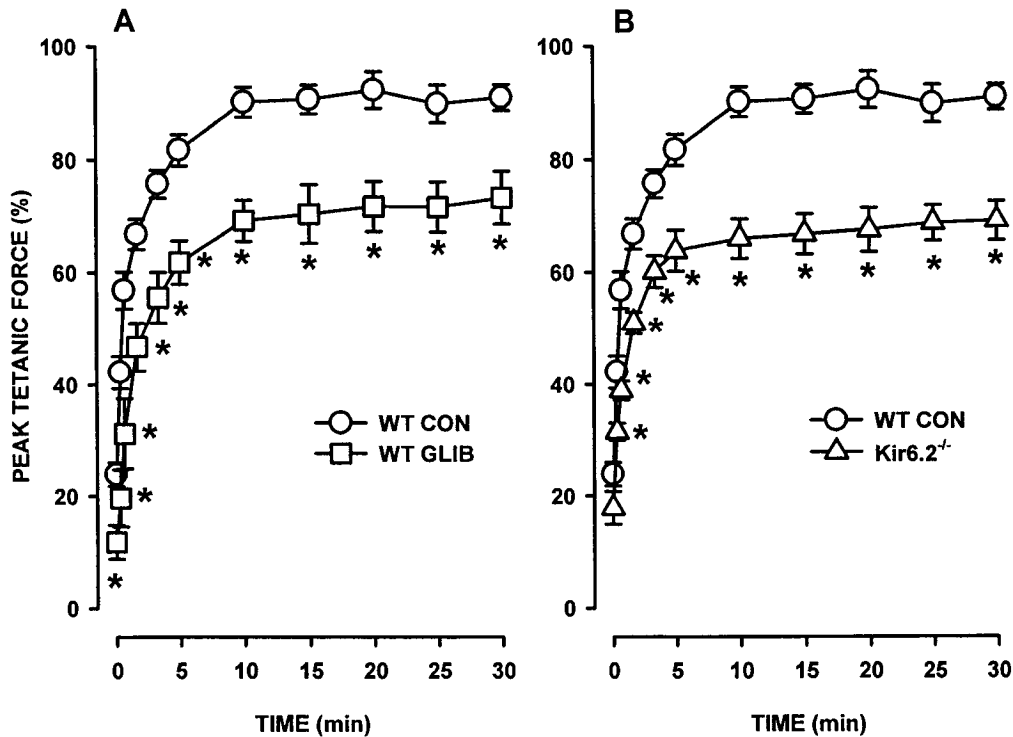 A
PEAK TETANIC FORCE (%)
100
80
60
40
20
0
WT CON
WT GLIB
* * * * * * * * * * *
0 5 10 15 20 25 30
TIME (min)
B
100
80
60
40
20
0
WT CON
Kir6.2-/-
* * * * * * * * * *
0 5 10 15 20 25 30
TIME (min)